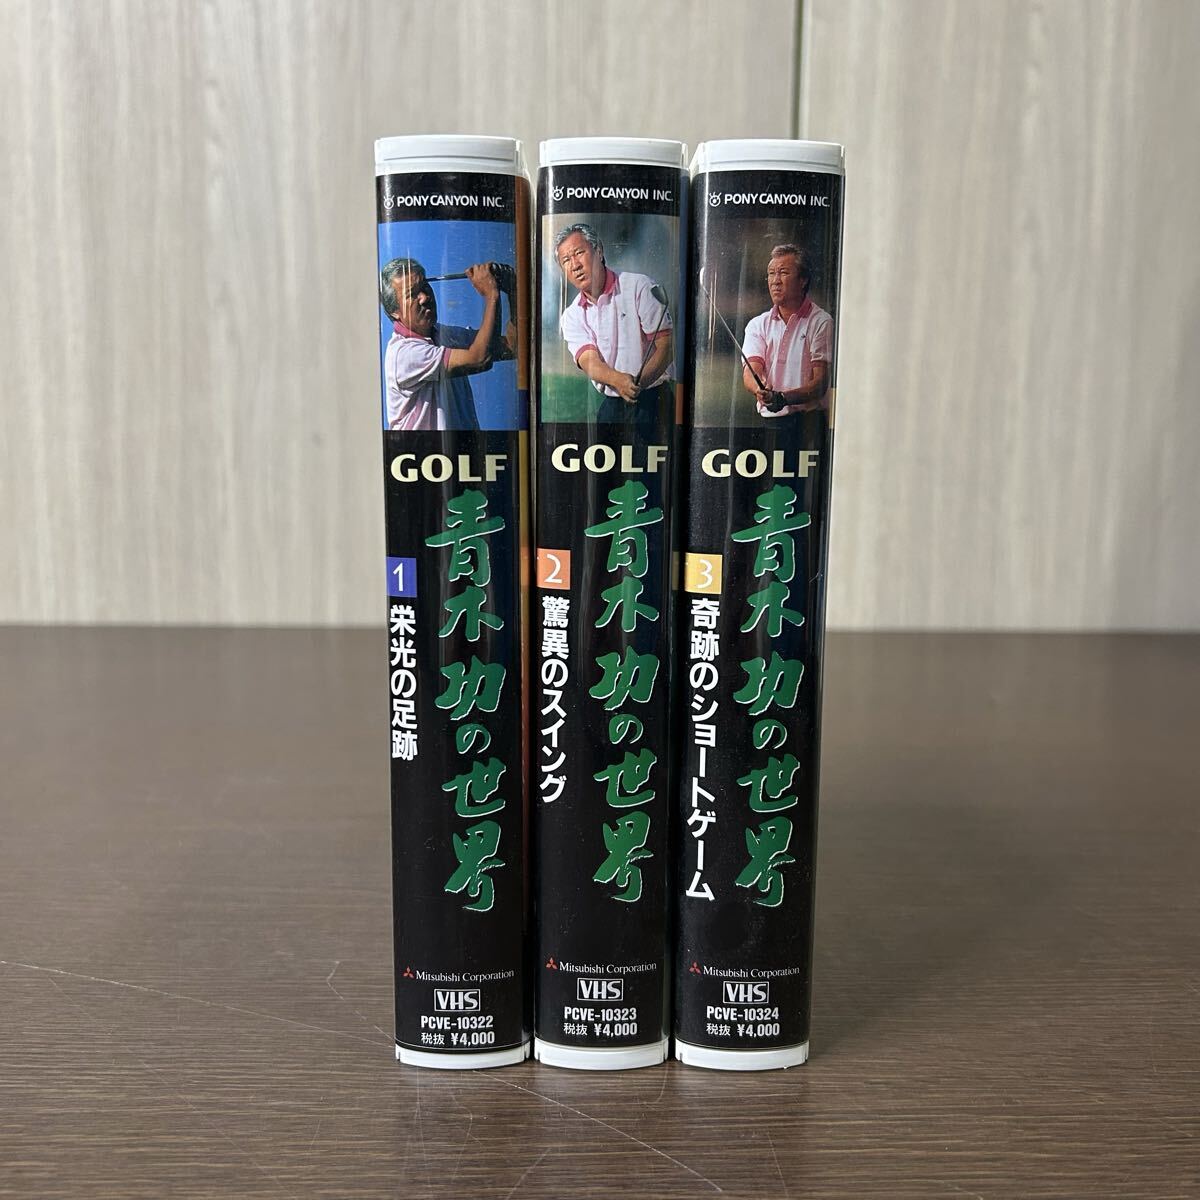 PONY CANYON INC.
GOLF
青木 功の世界
1
栄光の足跡
Mitsubishi Corporation
VHS
PCVE-10322
税抜 ¥4,000
PONY CANYON INC.
GOLF
青木 功の世界
2
驚異のスイング
Mitsubishi Corporation
VHS
PCVE-10323
税抜 ¥4,000
PONY CANYON INC.
GOLF
青木 功の世界
3
奇跡のショートゲーム
Mitsubishi Corporation
VHS
PCVE-10324
税抜 ¥4,000